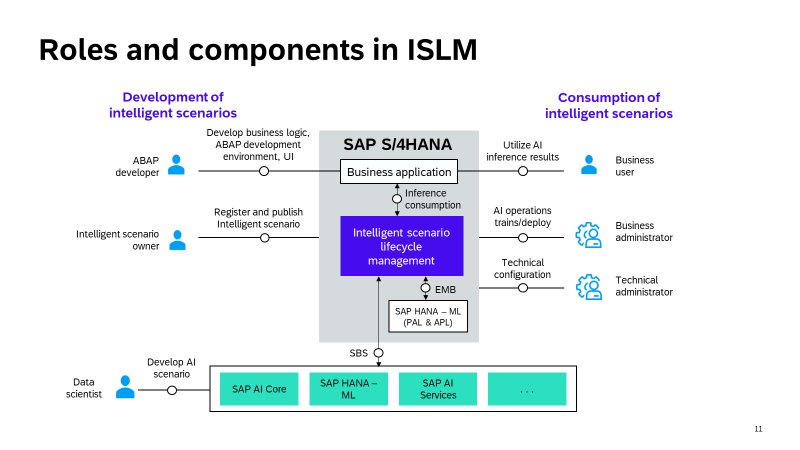 Roles and components in ISLM
Development of
intelligent scenarios
Consumption of
intelligent scenarios
Develop business logic,
ABAP development
environment, UI
SAP S/4HANA
Utilize AI
inference results
ABAP
developer
Business application
Business
user
Inference
consumption
Register and publish
Intelligent scenario
AI operations
trains/deploy
Intelligent scenario
owner
Intelligent scenario
lifecycle
management
Business
administrator
Technical
configuration
EMB
Technical
administrator
SAP HANA – ML
(PAL & APL)
SBS
Develop AI
scenario
Data
scientist
SAP AI Core
SAP HANA –
ML
SAP AI
Services
. . .
11